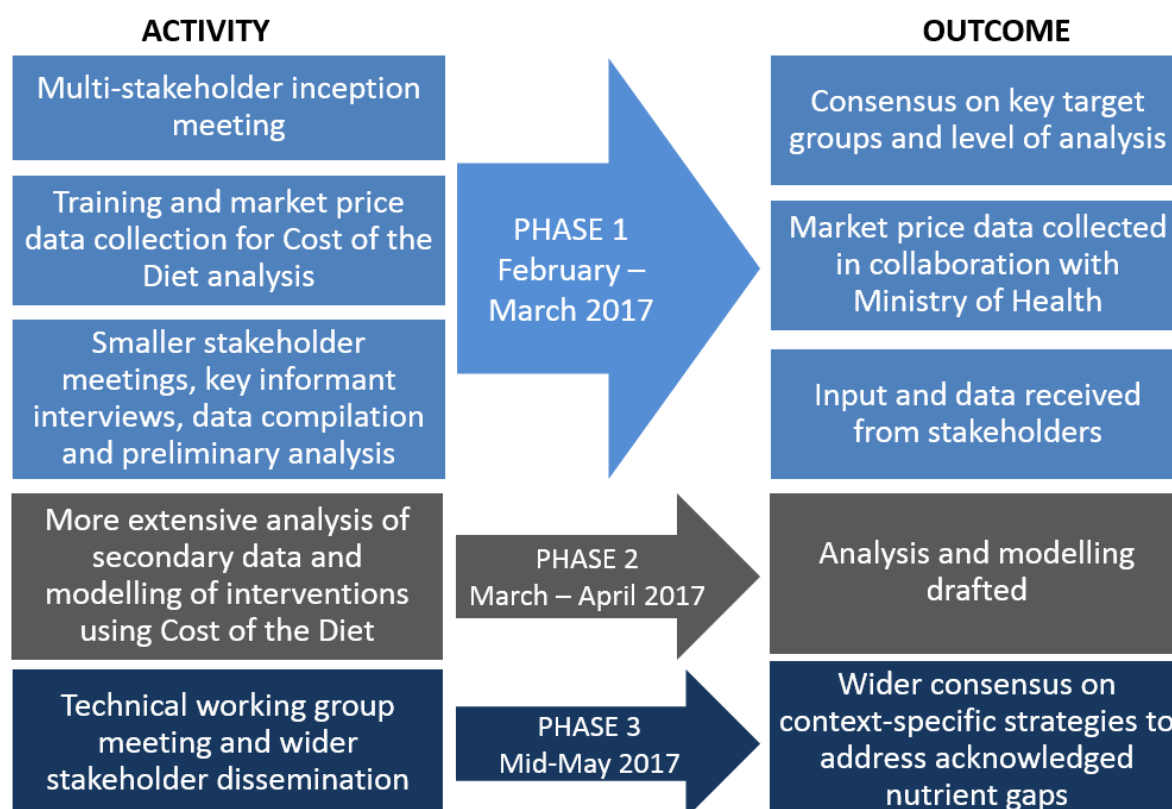 ACTIVITY
OUTCOME
Multi-stakeholder inception
meeting
Training and market price
data collection for Cost of the
Diet analysis
Smaller stakeholder
meetings, key informant
interviews, data compilation
and preliminary analysis
PHASE 1
February –
March 2017
Consensus on key target
groups and level of analysis
Market price data collected
in collaboration with
Ministry of Health
Input and data received
from stakeholders
More extensive analysis of
secondary data and
modelling of interventions
using Cost of the Diet
PHASE 2
March – April 2017
Analysis and modelling
drafted
Technical working group
meeting and wider
stakeholder dissemination
PHASE 3
Mid-May 2017
Wider consensus on
context-specific strategies to
address acknowledged
nutrient gaps